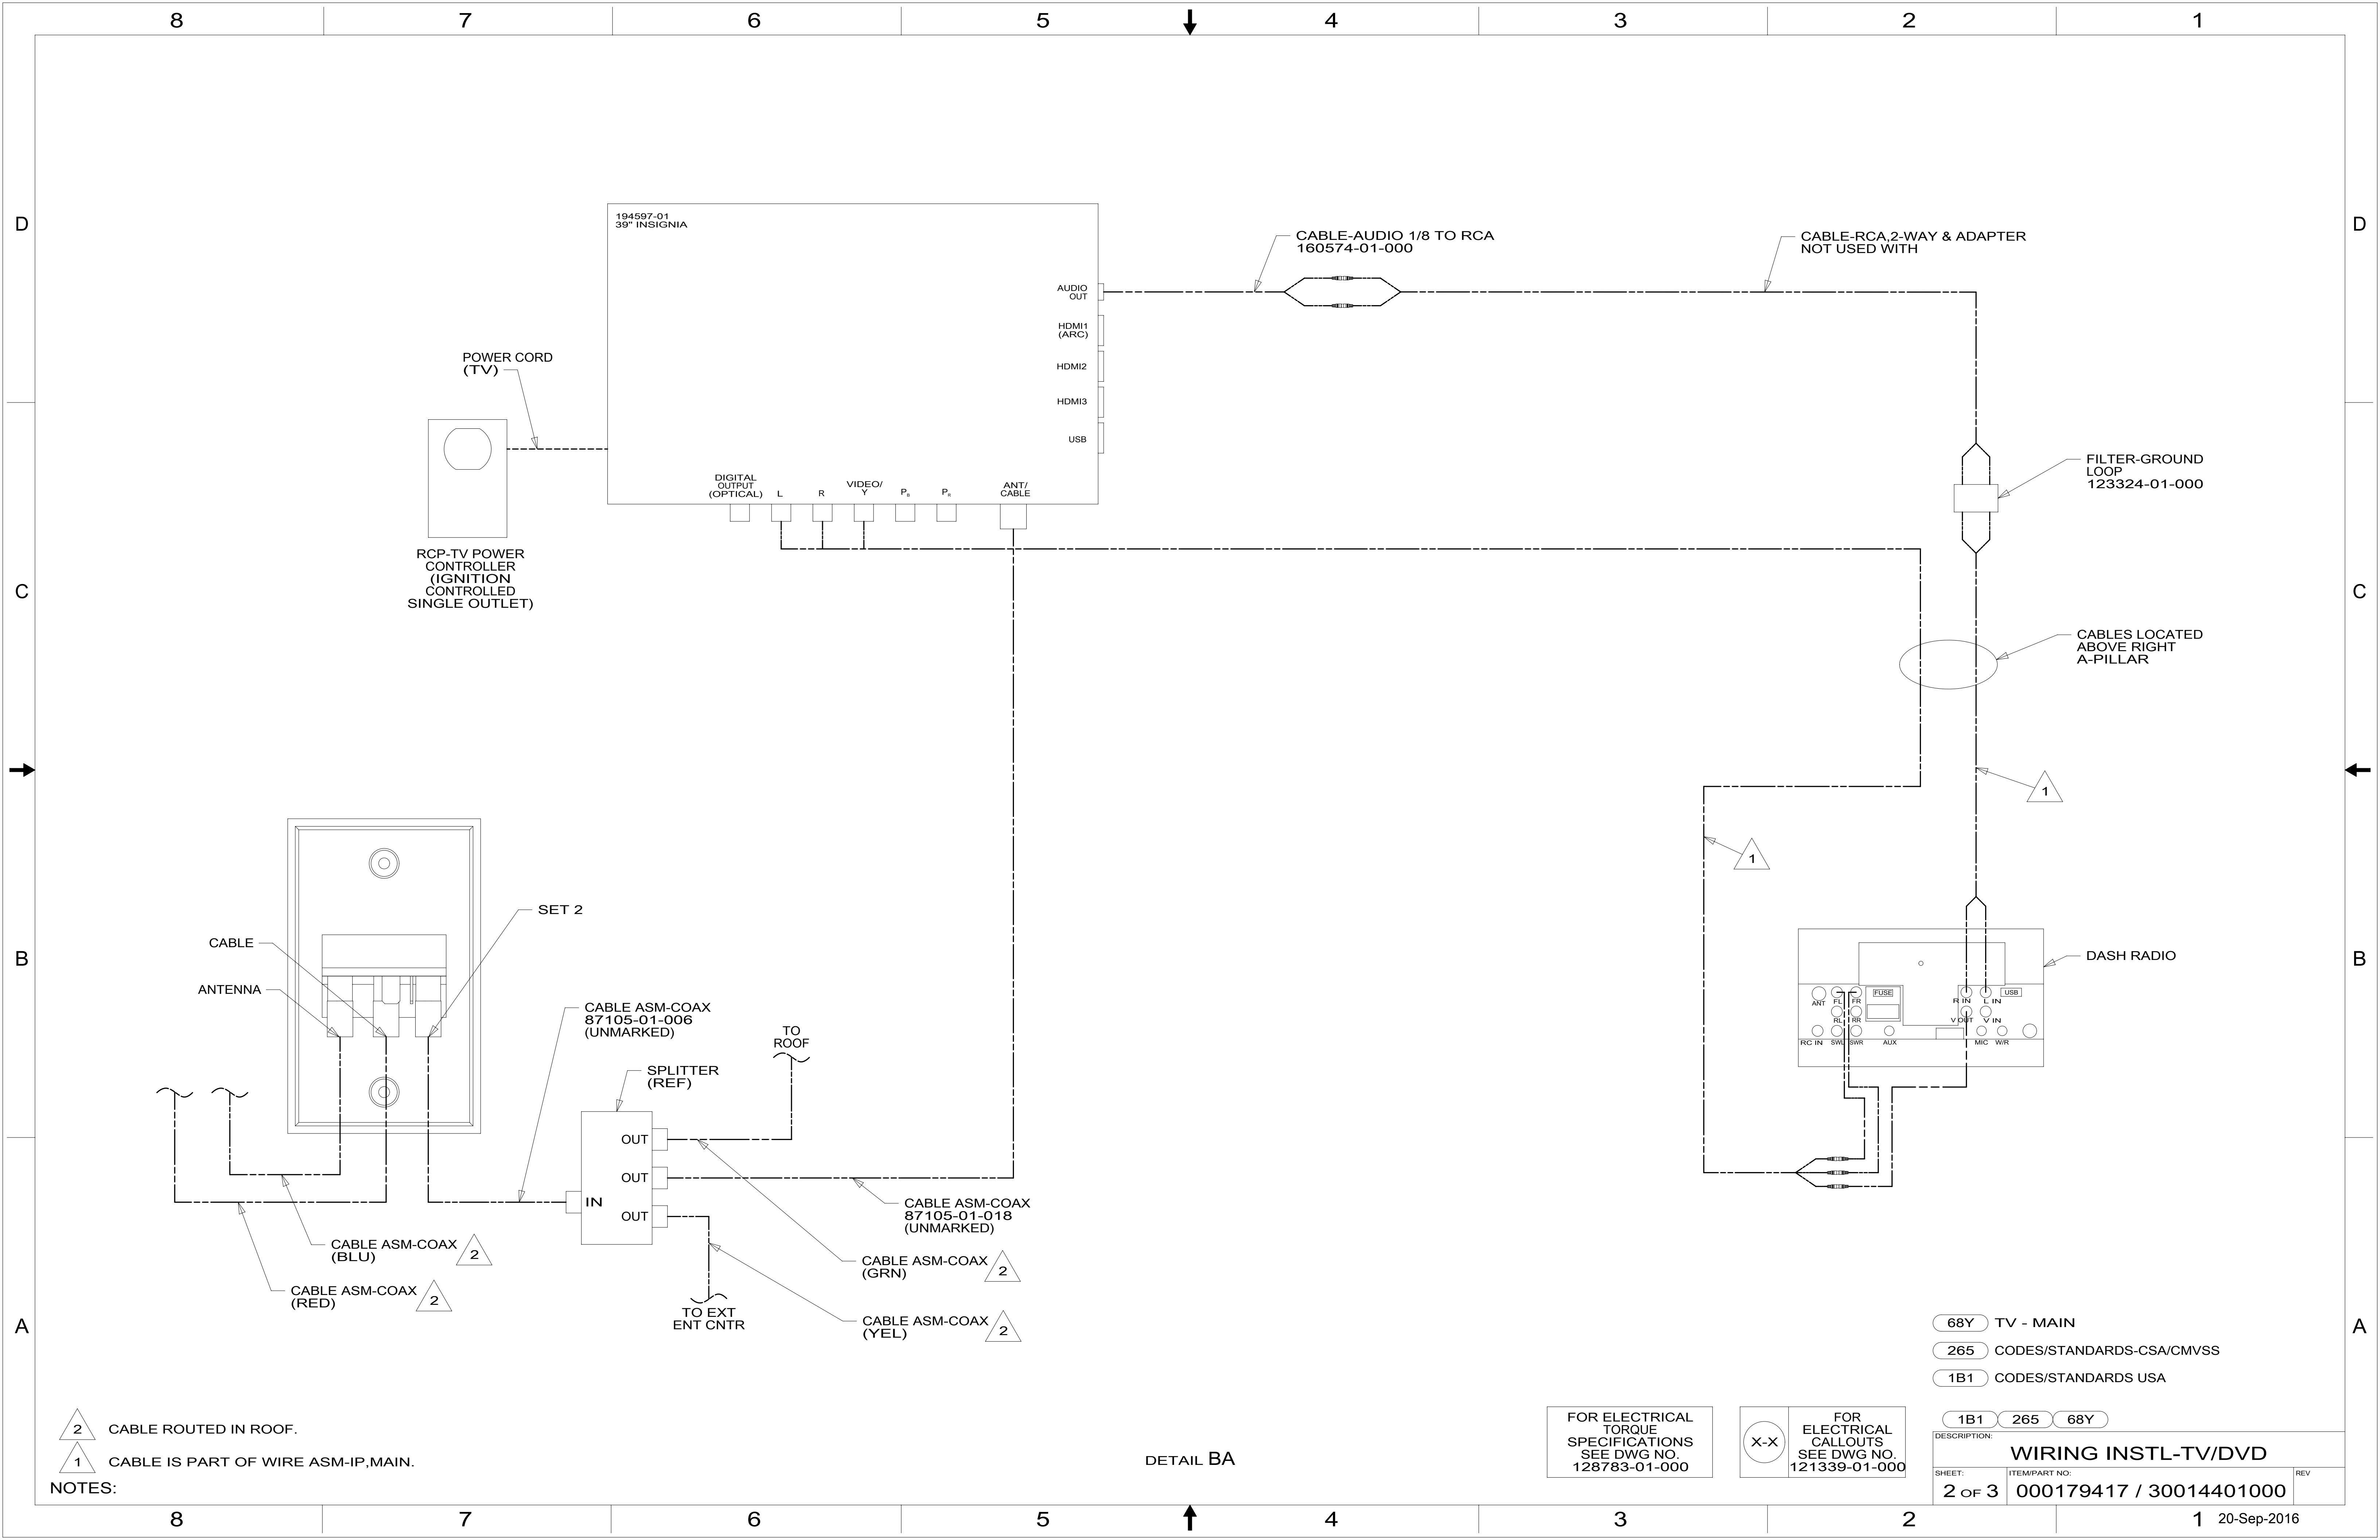 8 7 6 5 4 3 2 1
D D
194597-01
39" INSIGNIA
AUDIO
OUT
HDMI1
(ARC)
HDMI2
HDMI3
USB
DIGITAL
OUTPUT
(OPTICAL)
L
R
VIDEO/
Y
PB
PR
ANT/
CABLE
CABLE-AUDIO 1/8 TO RCA
160574-01-000
CABLE-RCA,2-WAY & ADAPTER
NOT USED WITH
POWER CORD
(TV)
FILTER-GROUND
LOOP
123324-01-000
RCP-TV POWER
CONTROLLER
(IGNITION
CONTROLLED
SINGLE OUTLET)
C C
CABLES LOCATED
ABOVE RIGHT
A-PILLAR
1
1
SET 2
CABLE
ANTENNA
B B
DASH RADIO
ANT
FL
FR
FUSE
R IN
L IN
USB
RL
RR
V OUT
V IN
RC IN
SWL
SWR
AUX
MIC
W/R
CABLE ASM-COAX
87105-01-006
(UNMARKED)
TO
ROOF
SPLITTER
(REF)
OUT
OUT
IN
OUT
CABLE ASM-COAX
87105-01-018
(UNMARKED)
CABLE ASM-COAX
(BLU)
2
CABLE ASM-COAX
(GRN)
2
CABLE ASM-COAX
(RED)
2
TO EXT
ENT CNTR
CABLE ASM-COAX
(YEL)
2
A A
68Y TV - MAIN
265 CODES/STANDARDS-CSA/CMVSS
1B1 CODES/STANDARDS USA
1B1 265 68Y
2 CABLE ROUTED IN ROOF.
1 CABLE IS PART OF WIRE ASM-IP,MAIN.
NOTES:
DETAIL BA
FOR ELECTRICAL
TORQUE
SPECIFICATIONS
SEE DWG NO.
128783-01-000
X-X
FOR
ELECTRICAL
CALLOUTS
SEE DWG NO.
121339-01-000
DESCRIPTION:
WIRING INSTL-TV/DVD
SHEET:
2 OF 3
ITEM/PART NO:
000179417 / 30014401000
REV
8 7 6 5 4 3 2 1
20-Sep-2016